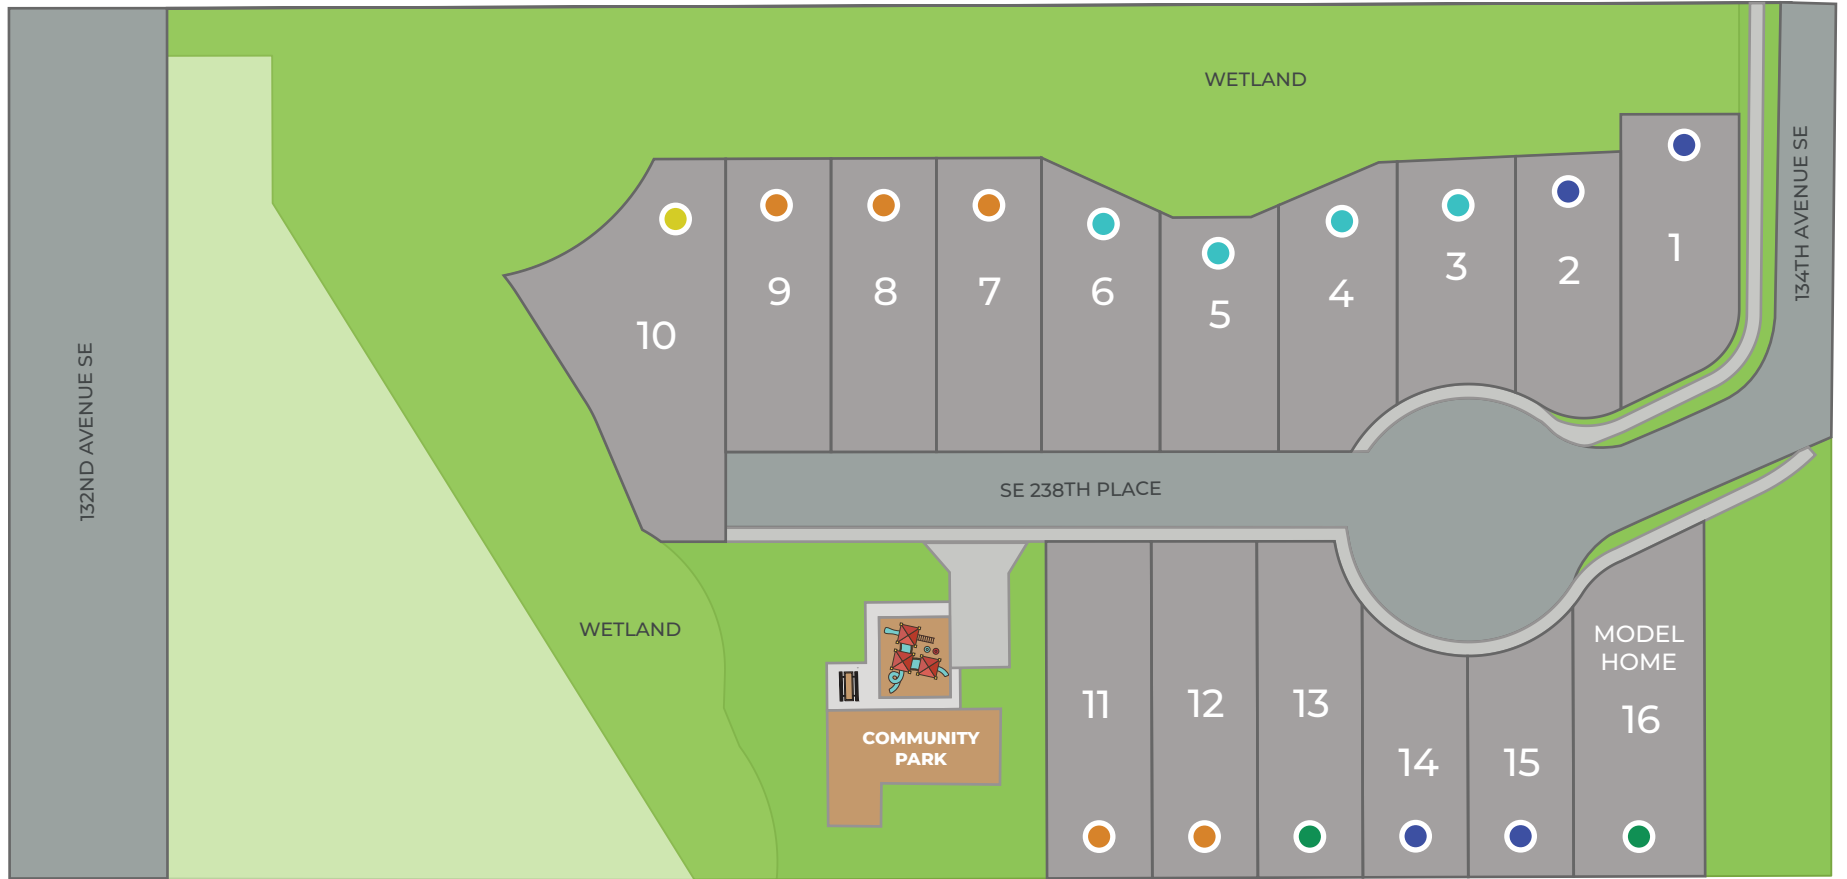 WETLAND
134TH AVENUE SE
1
2
3
4
5
6
7
8
9
10
132ND AVENUE SE
SE 238TH PLACE
WETLAND
COMMUNITY
PARK
11
12
13
14
15
MODEL
HOME
16